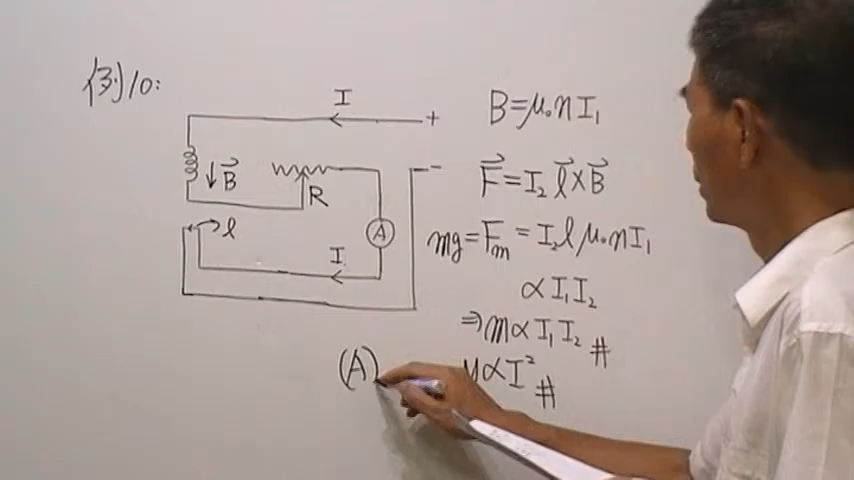 例10:
I
+
B=μ₀nI₁
B⃗
R
-
F⃗=I₂l⃗×B⃗
l
A
mg=Fₘ=I₂lμ₀nI₁
I
∝I₁I₂
⇒m∝I₁I₂#
(A)
∝I²#